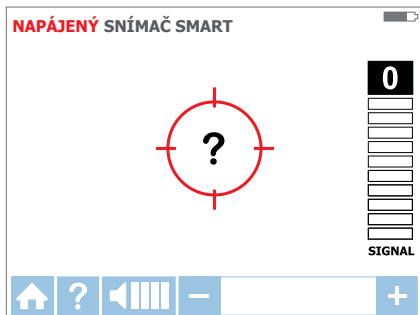 NAPÁJENÝ SNÍMAČ SMART
0
?
SIGNAL
? − +